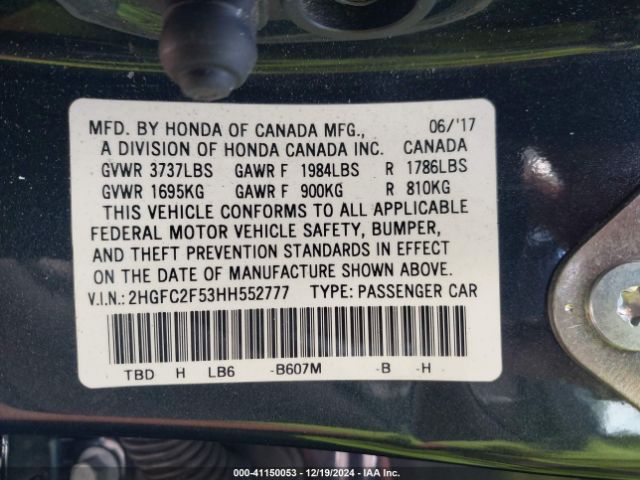 MFD. BY HONDA OF CANADA MFG., 06/'17
A DIVISION OF HONDA CANADA INC. CANADA
GVWR 3737LBS GAWR F 1984LBS R 1786LBS
GVWR 1695KG GAWR F 900KG R 810KG
THIS VEHICLE CONFORMS TO ALL APPLICABLE
FEDERAL MOTOR VEHICLE SAFETY, BUMPER,
AND THEFT PREVENTION STANDARDS IN EFFECT
ON THE DATE OF MANUFACTURE SHOWN ABOVE.
V.I.N.: 2HGFC2F53HH552777 TYPE: PASSENGER CAR
TBD H LB6 -B607M -B -H-
000-41150053 - 12/19/2024 - IAA Inc.